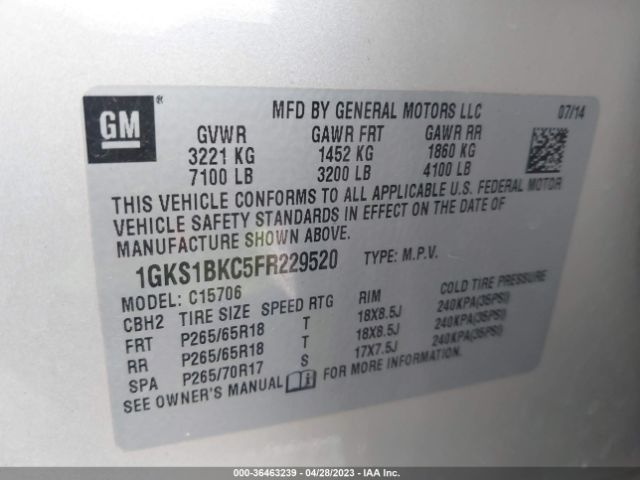 GM ®
MFD BY GENERAL MOTORS LLC 07/14
GVWR GAWR FRT GAWR RR
3221 KG 1452 KG 1860 KG
7100 LB 3200 LB 4100 LB
THIS VEHICLE CONFORMS TO ALL APPLICABLE U.S. FEDERAL MOTOR
VEHICLE SAFETY STANDARDS IN EFFECT ON THE DATE OF
MANUFACTURE SHOWN ABOVE.
1GKS1BKC5FR229520 TYPE: M.P.V.
MODEL: C15706
CBH2 TIRE SIZE SPEED RTG RIM COLD TIRE PRESSURE
FRT P265/65R18 T 18X8.5J 240KPA(35PSI)
RR P265/65R18 T 18X8.5J 240KPA(35PSI)
SPA P265/70R17 S 17X7.5J 240KPA(35PSI)
SEE OWNER'S MANUAL FOR MORE INFORMATION.
000-36463239 - 04/28/2023 - IAA Inc.